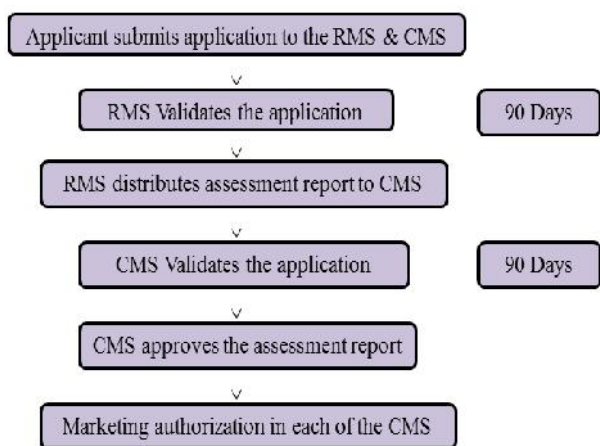 Applicant submits application to the RMS & CMS
RMS Validates the application
90 Days
RMS distributes assessment report to CMS
CMS Validates the application
90 Days
CMS approves the assessment report
Marketing authorization in each of the CMS